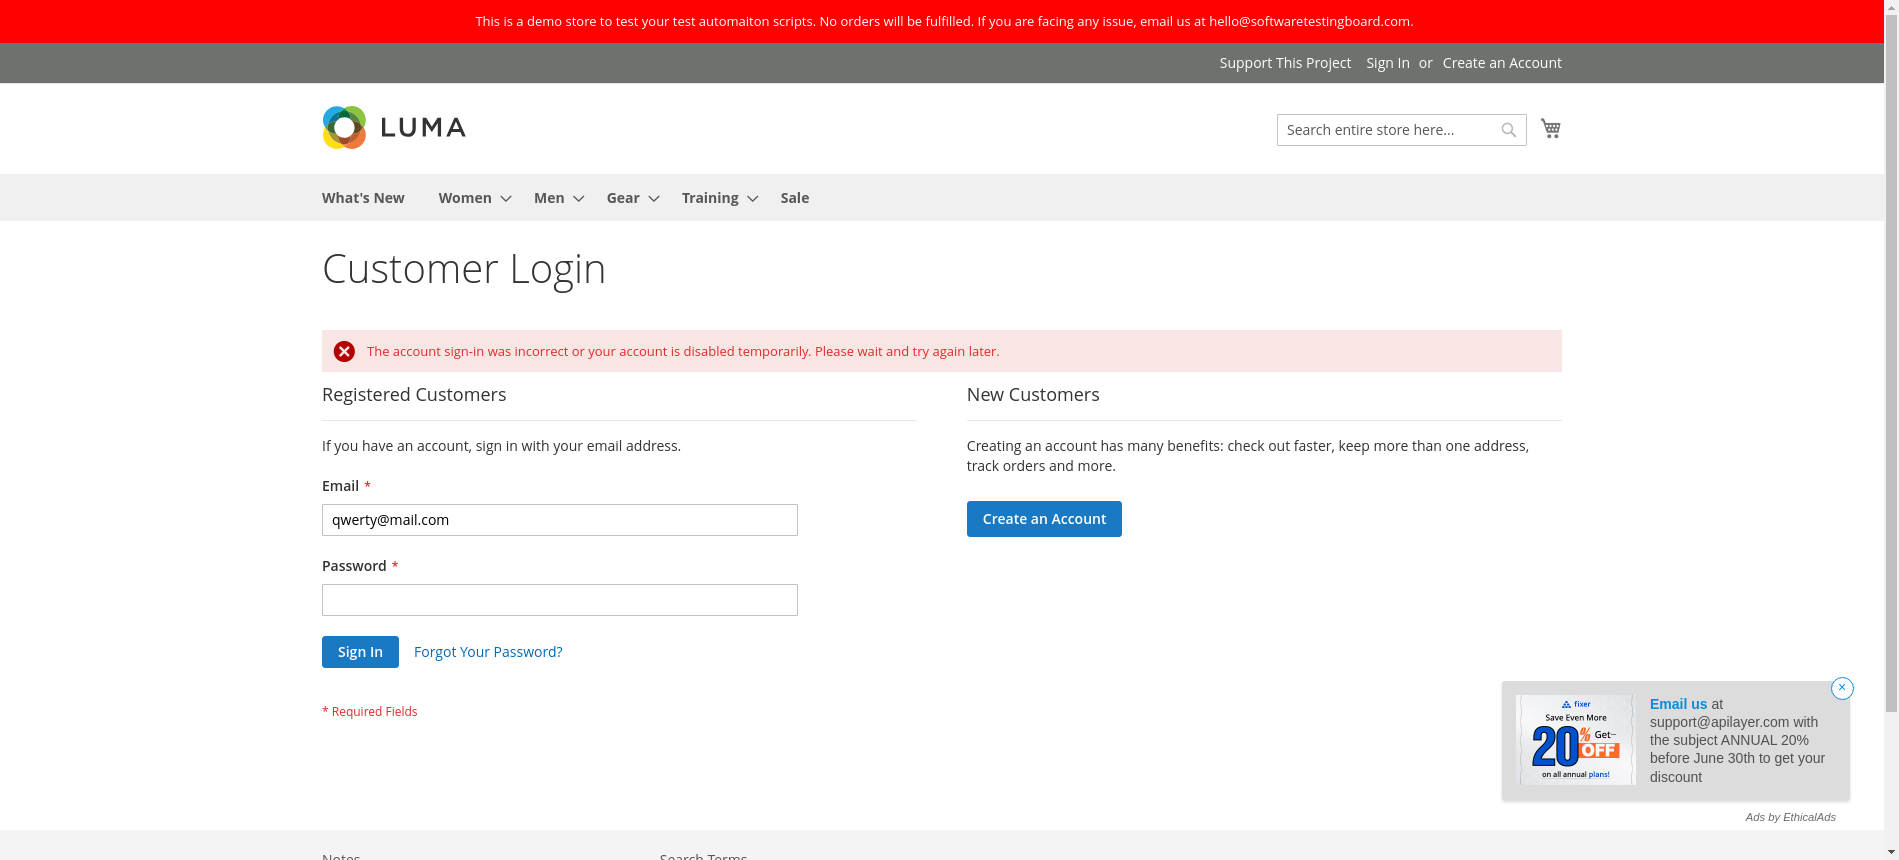 This is a demo store to test your test automaiton scripts. No orders will be fulfilled. If you are facing any issue, email us at hello@softwaretestingboard.com.
Support This Project Sign In or Create an Account
LUMA
Search entire store here...
What's New Women Men Gear Training Sale
Customer Login
The account sign-in was incorrect or your account is disabled temporarily. Please wait and try again later.
Registered Customers
If you have an account, sign in with your email address.
Email *
qwerty@mail.com
Password *
Sign In Forgot Your Password?
* Required Fields
New Customers
Creating an account has many benefits: check out faster, keep more than one address,
track orders and more.
Create an Account
fixer
Save Even More
Get
20% OFF
on all annual plans!
Email us at
support@apilayer.com with
the subject ANNUAL 20%
before June 30th to get your
discount
Ads by EthicalAds
Notes Search Terms